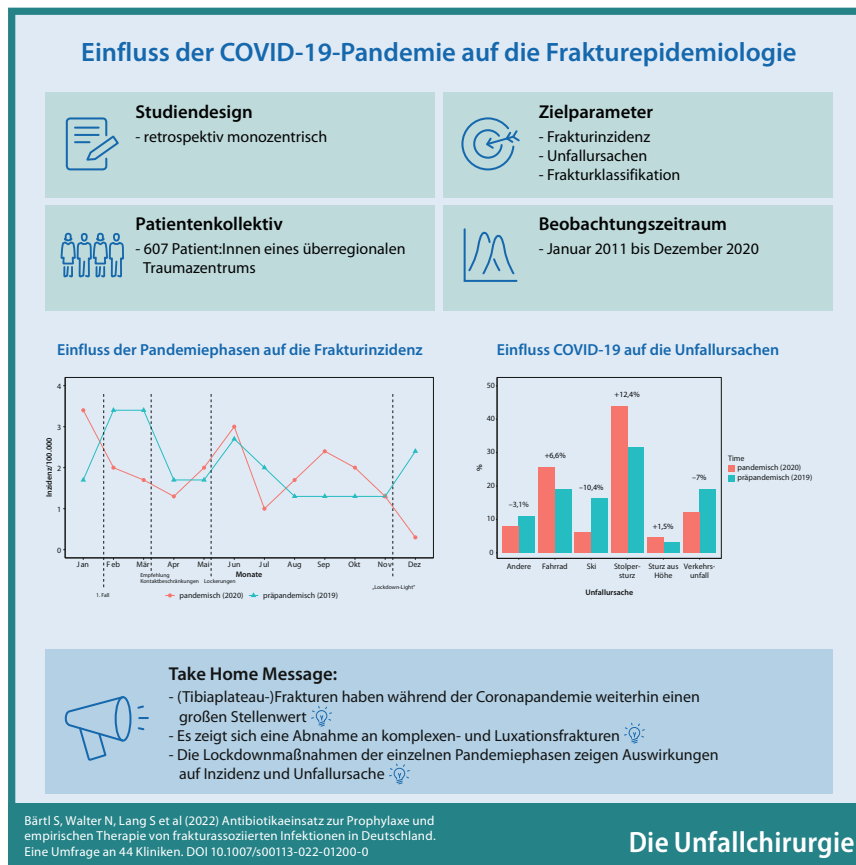 Einfluss der COVID-19-Pandemie auf die Frakturepidemiologie
Studiendesign
- retrospektiv monozentrisch
Zielparameter
- Frakturinzidenz
- Unfallursachen
- Frakturklassifikation
Patientenkollektiv
- 607 Patient:Innen eines überregionalen
Traumazentrums
Beobachtungszeitraum
- Januar 2011 bis Dezember 2020
Einfluss der Pandemiephasen auf die Frakturinzidenz
4
3
2
1
0
Inzidenz/100.000
Jan Feb Mär Apr Mai Jun Jul Aug Sep Okt Nov Dez
Monate
1. Fall
Empfehlung
Kontaktbeschränkungen
Lockerungen
„Lockdown-Light“
pandemisch (2020) präpandemisch (2019)
Einfluss COVID-19 auf die Unfallursachen
50
40
30
20
10
0
%
–3,1%
+6,6%
–10,4%
+12,4%
+1,5%
–7%
Andere Fahrrad Ski Stolper- Sturz aus Verkehrs-
sturz Höhe unfall
Unfallursache
Time
pandemisch (2020)
präpandemisch (2019)
Take Home Message:
- (Tibiaplateau-)Frakturen haben während der Coronapandemie weiterhin einen
großen Stellenwert
- Es zeigt sich eine Abnahme an komplexen- und Luxationsfrakturen
- Die Lockdownmaßnahmen der einzelnen Pandemiephasen zeigen Auswirkungen
auf Inzidenz und Unfallursache
Bärtl S, Walter N, Lang S et al (2022) Antibiotikaeinsatz zur Prophylaxe und
empirischen Therapie von frakturassoziierten Infektionen in Deutschland.
Eine Umfrage an 44 Kliniken. DOI 10.1007/s00113-022-01200-0
Die Unfallchirurgie